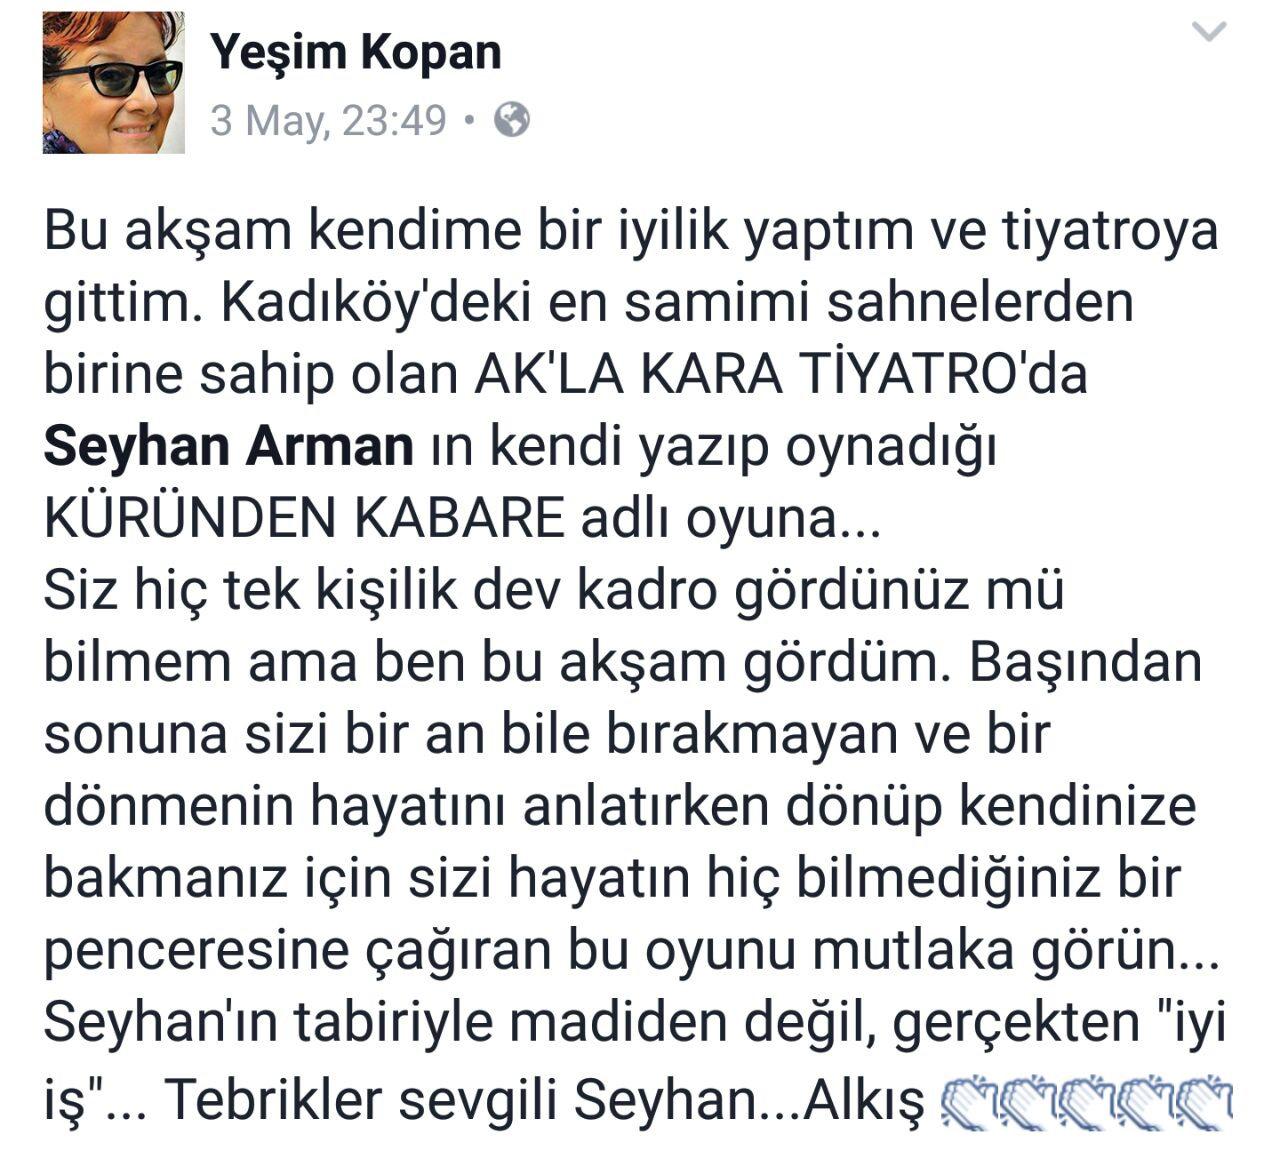 Yeşim Kopan
3 May, 23:49 •
Bu akşam kendime bir iyilik yaptım ve tiyatroya
gittim. Kadıköy'deki en samimi sahnelerden
birine sahip olan AK'LA KARA TİYATRO'da
Seyhan Arman ın kendi yazıp oynadığı
KÜRÜNDEN KABARE adlı oyuna...
Siz hiç tek kişilik dev kadro gördünüz mü
bilmem ama ben bu akşam gördüm. Başından
sonuna sizi bir an bile bırakmayan ve bir
dönmenin hayatını anlatırken dönüp kendinize
bakmanız için sizi hayatın hiç bilmediğiniz bir
penceresine çağıran bu oyunu mutlaka görün...
Seyhan'ın tabiriyle madiden değil, gerçekten "iyi
iş"... Tebrikler sevgili Seyhan...Alkış 👏👏👏👏👏